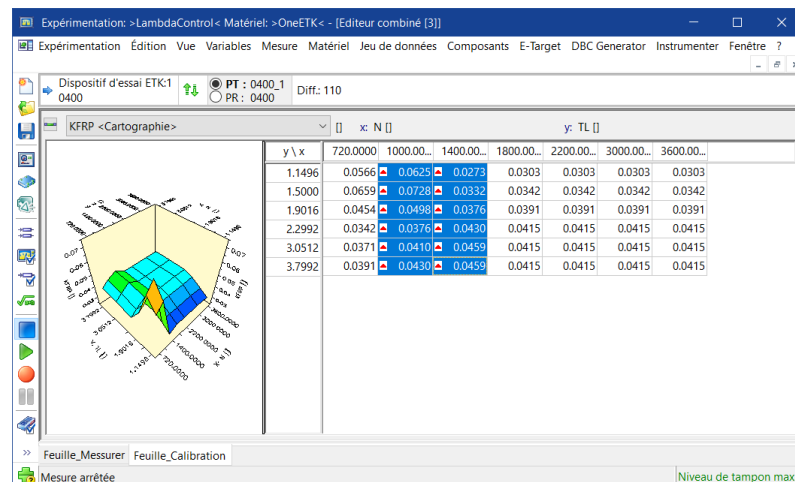 Expérimentation: >LambdaControl< Matériel: >OneETK< - [Editeur combiné [3]]
Expérimentation Édition Vue Variables Mesure Matériel Jeu de données Composants E-Target DBC Generator Instrumenter Fenêtre ?
Dispositif d'essai ETK:1
0400
PT : 0400_1
PR : 0400
Diff.: 110
KFRP <Cartographie>
[] x: N [] y: TL []
y \ x 720.0000 1000.00... 1400.00... 1800.00... 2200.00... 3000.00... 3600.00...
1.1496 0.0566 0.0625 0.0273 0.0303 0.0303 0.0303 0.0303
1.5000 0.0659 0.0728 0.0332 0.0342 0.0342 0.0342 0.0342
1.9016 0.0454 0.0498 0.0376 0.0391 0.0391 0.0391 0.0391
2.2992 0.0342 0.0376 0.0430 0.0415 0.0415 0.0415 0.0415
3.0512 0.0371 0.0410 0.0459 0.0415 0.0415 0.0415 0.0415
3.7992 0.0391 0.0430 0.0459 0.0415 0.0415 0.0415 0.0415
Feuille_Messurer Feuille_Calibration
Mesure arrêtée
Niveau de tampon max